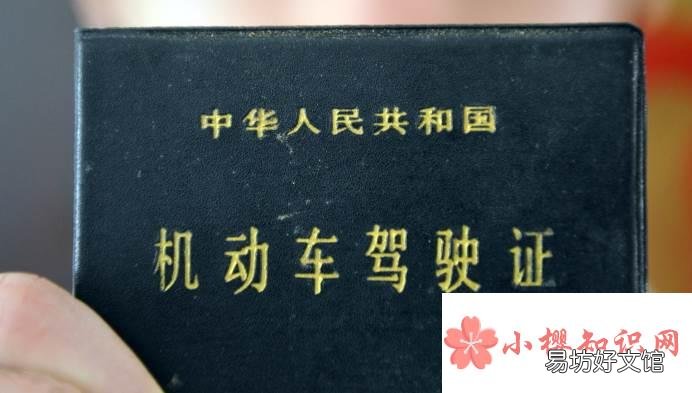 中华人民共和国
机动车驾驶证
小樱知识网
易坊好文馆